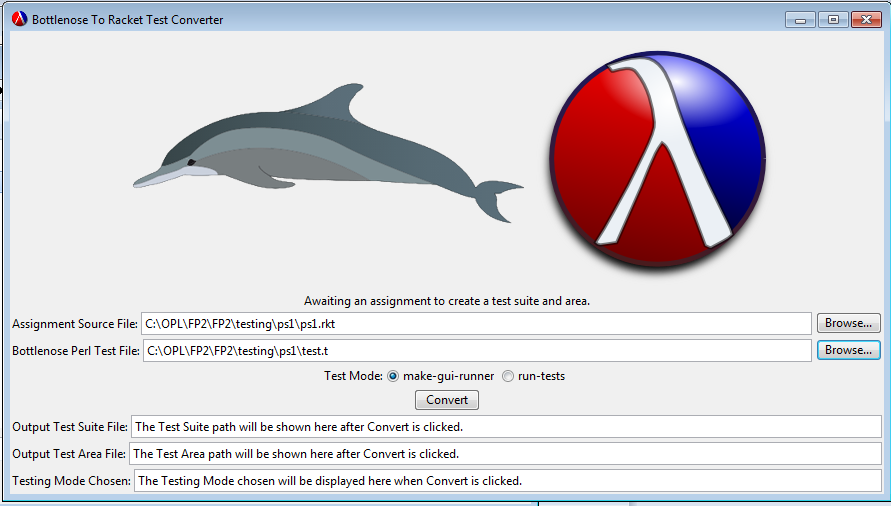 Bottlenose To Racket Test Converter
λ
Awaiting an assignment to create a test suite and area.
Assignment Source File: C:\OPL\FP2\FP2\testing\ps1\ps1.rkt Browse...
Bottlenose Perl Test File: C:\OPL\FP2\FP2\testing\ps1\test.t Browse...
Test Mode: make-gui-runner run-tests
Convert
Output Test Suite File: The Test Suite path will be shown here after Convert is clicked.
Output Test Area File: The Test Area path will be shown here after Convert is clicked.
Testing Mode Chosen: The Testing Mode chosen will be displayed here when Convert is clicked.